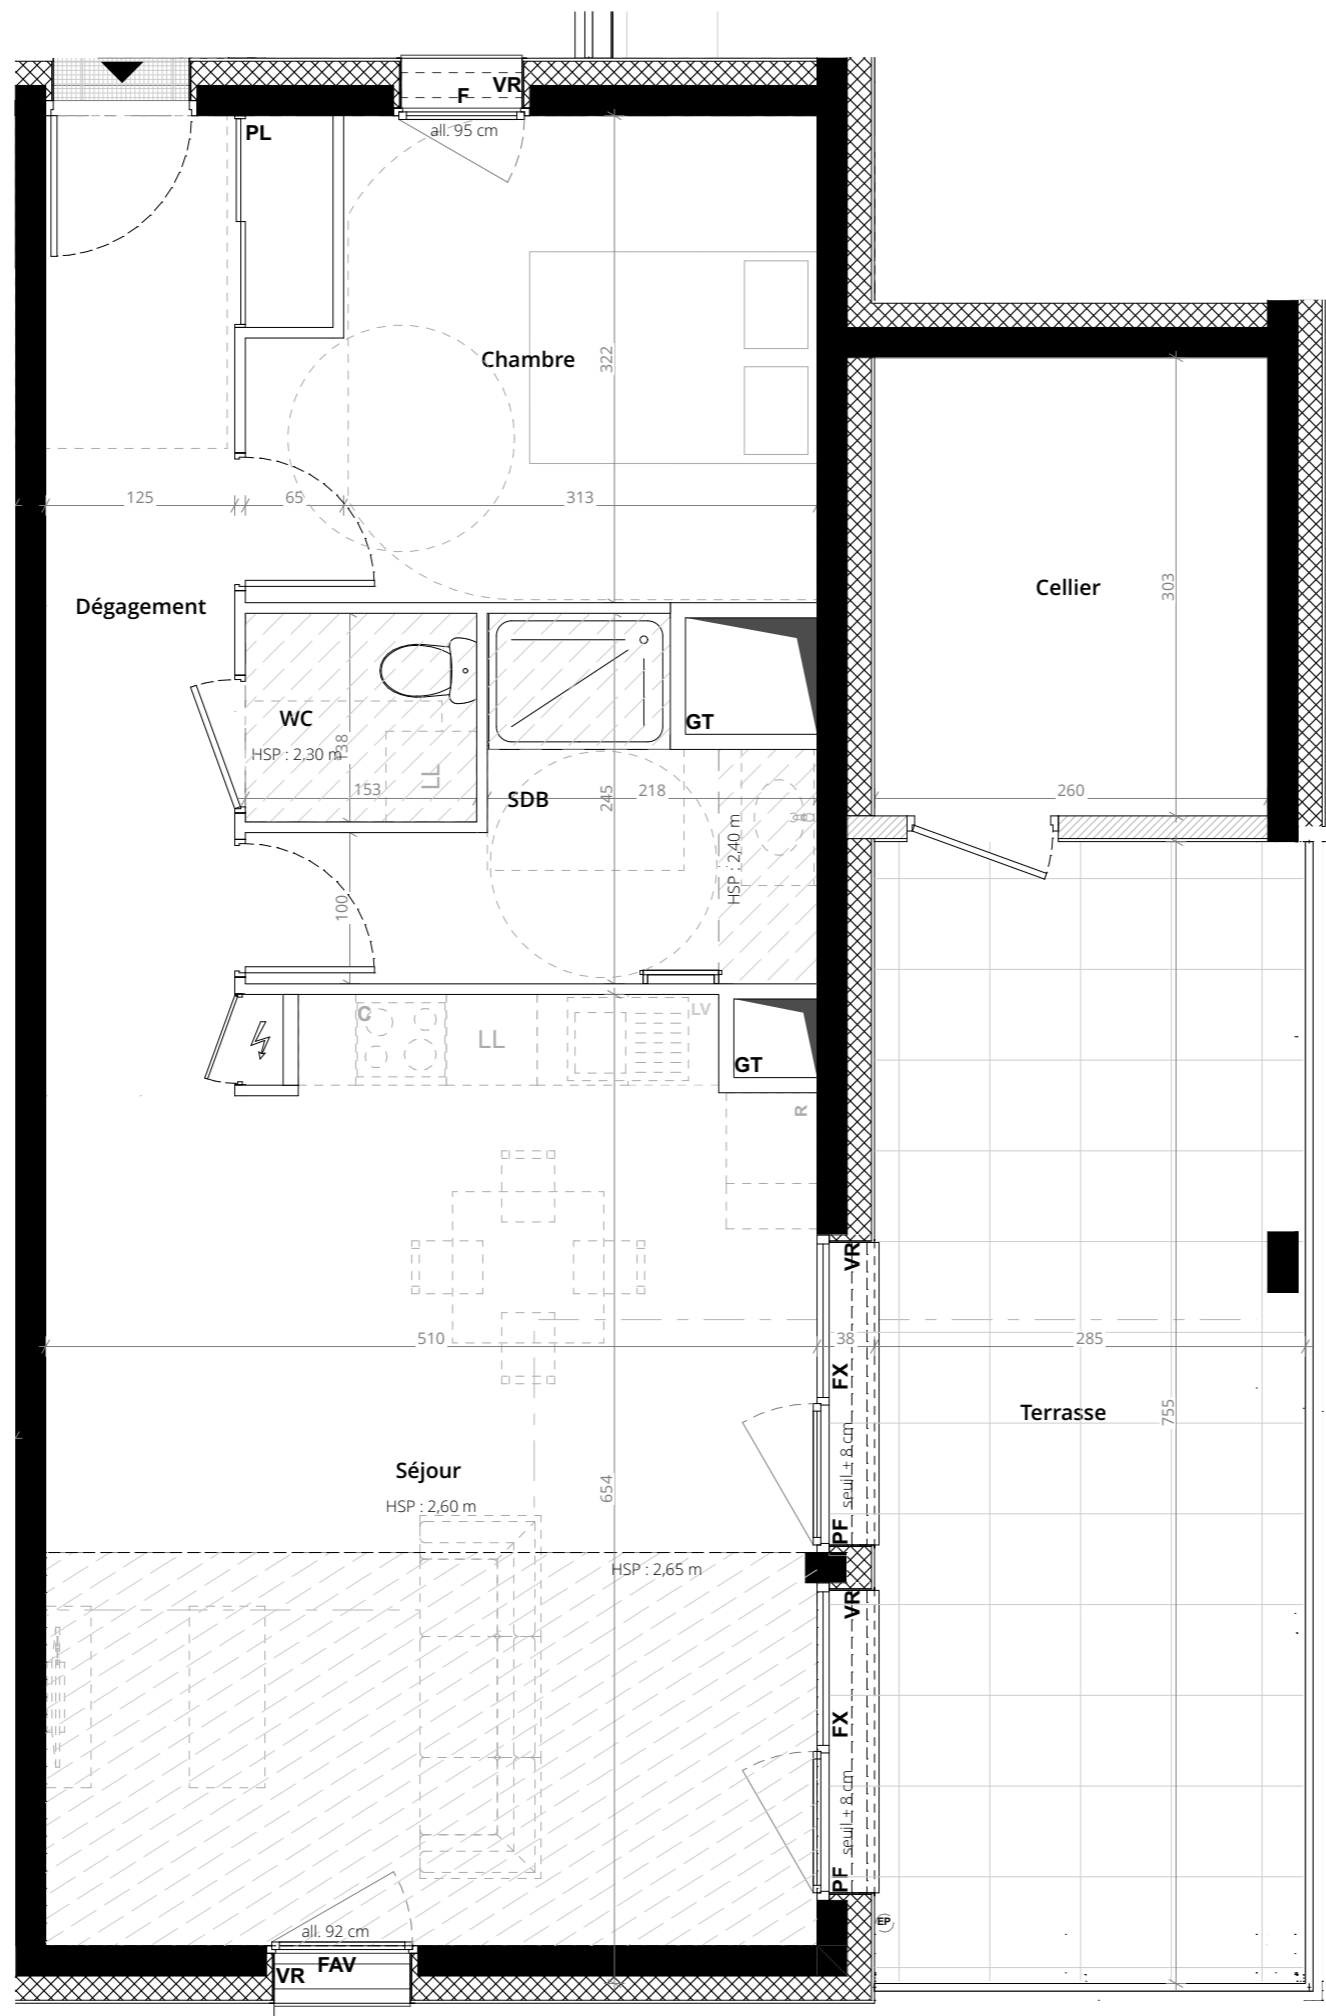 VR
F
all. 95 cm
PL
Chambre
322
125
65
313
Dégagement
Cellier
303
WC
HSP : 2,30 m
138
LL
153
GT
SDB
245
218
HSP : 2,40 m
260
100
C
LL
LV
GT
R
VR
510
38
285
FX
Terrasse
755
seuil ± 8 cm
Séjour
HSP : 2,60 m
654
PF
HSP : 2,65 m
VR
FX
seuil ± 8 cm
PF
EP
all. 92 cm
FAV
VR